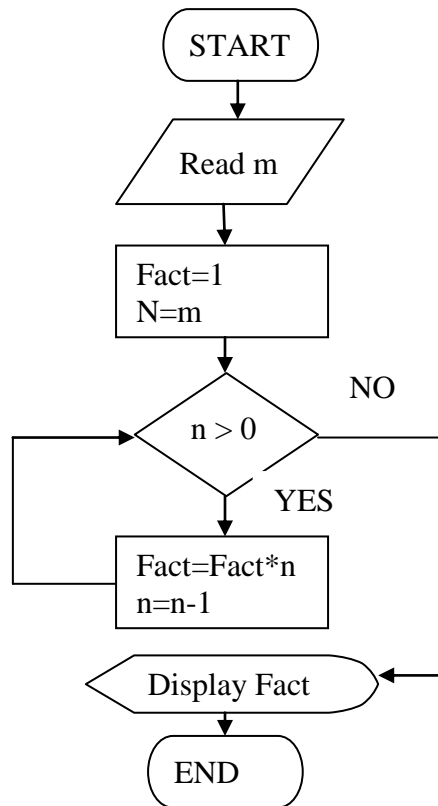 START
Read m
Fact=1
N=m
n > 0
NO
YES
Fact=Fact*n
n=n-1
Display Fact
END